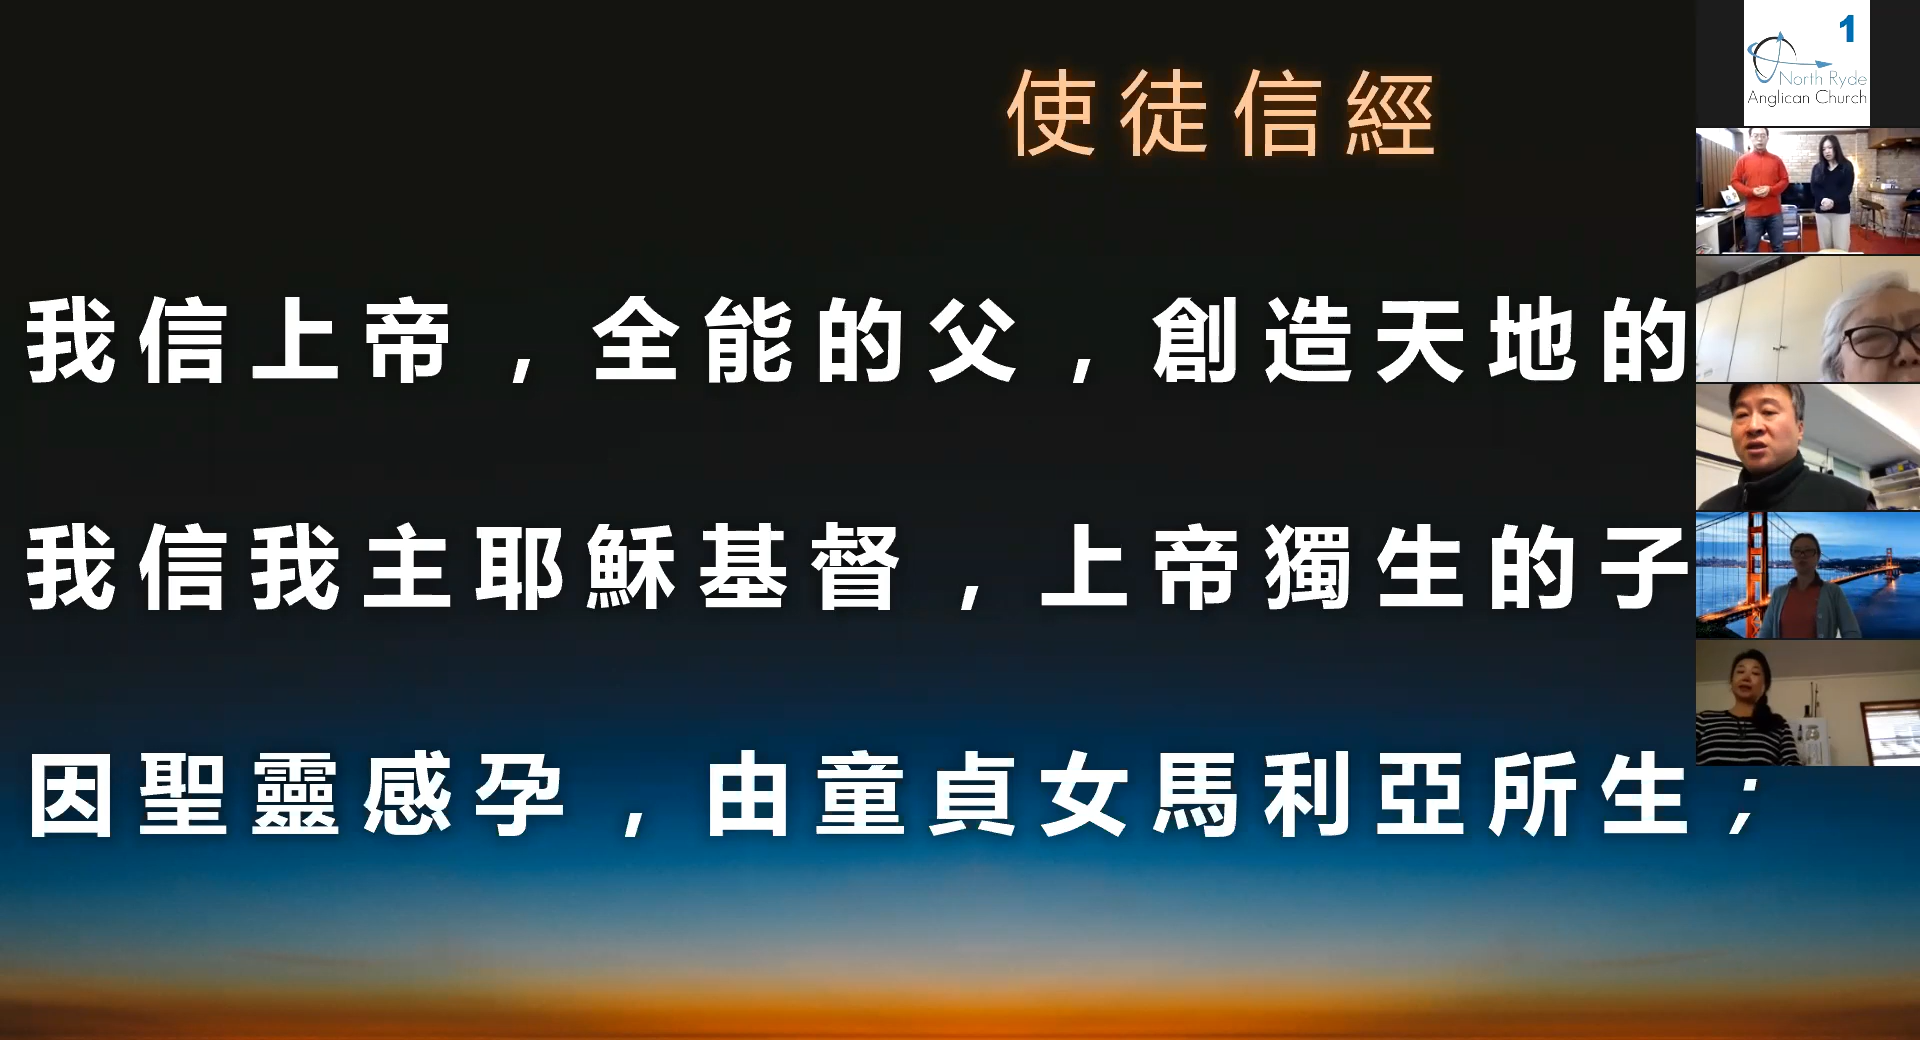 使徒信經
我信上帝，全能的父，創造天地的
我信我主耶穌基督，上帝獨生的子
因聖靈感孕，由童貞女馬利亞所生；
1
North Ryde
Anglican Church